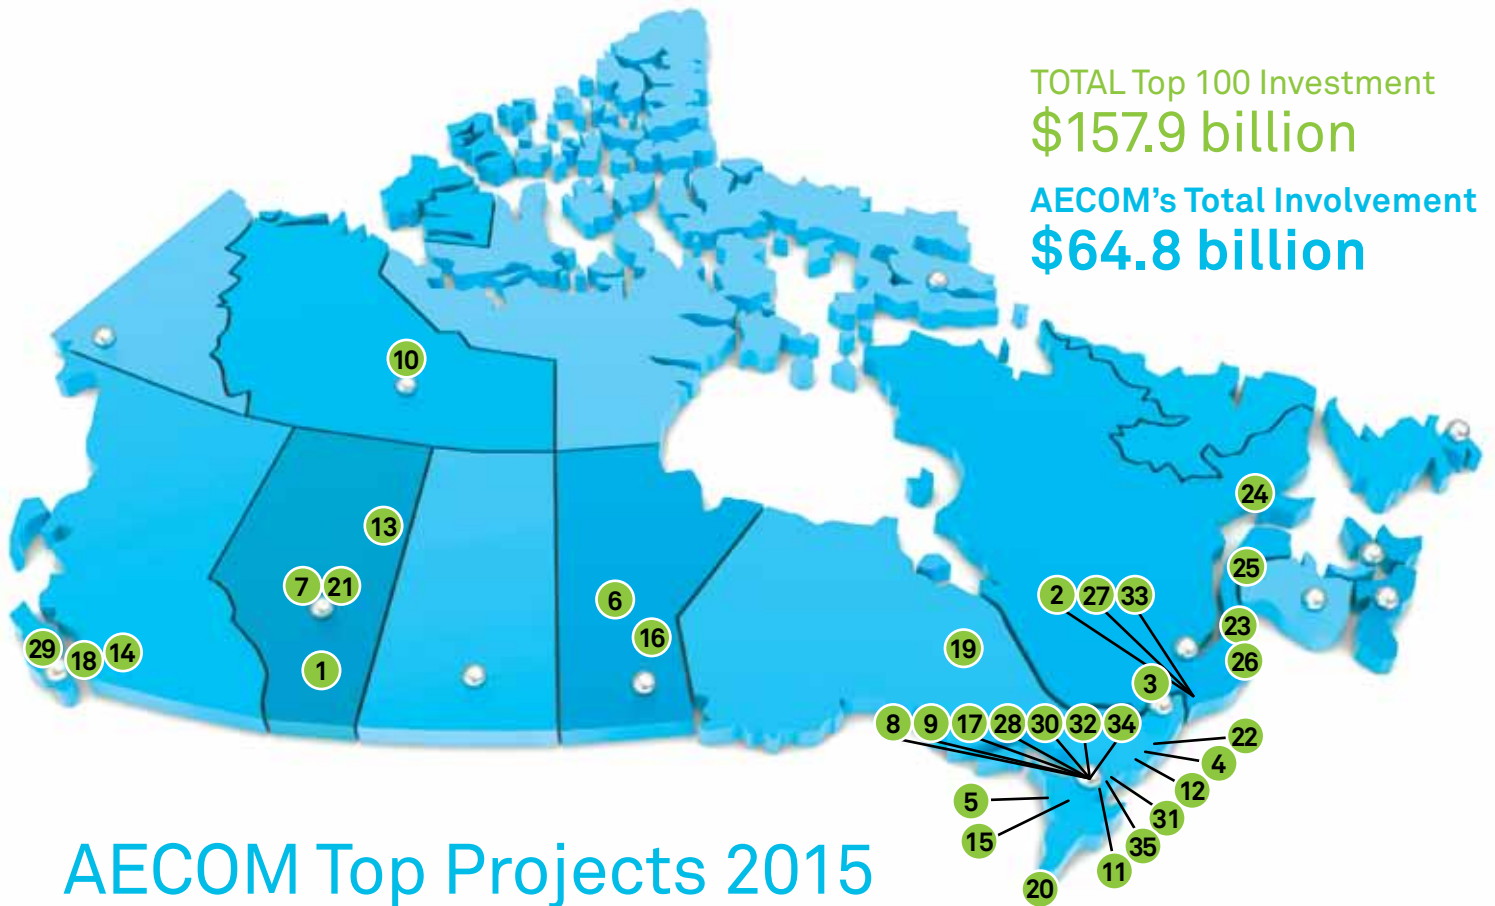 TOTAL Top 100 Investment
$157.9 billion
AECOM's Total Involvement
$64.8 billion
10
24
13
25
7 21
2 27 33
6
23
16
29 18 14
19
26
1
3
8 9 17 28 30 32 34
22
4
12
5
31
15
35
11
20
AECOM Top Projects 2015